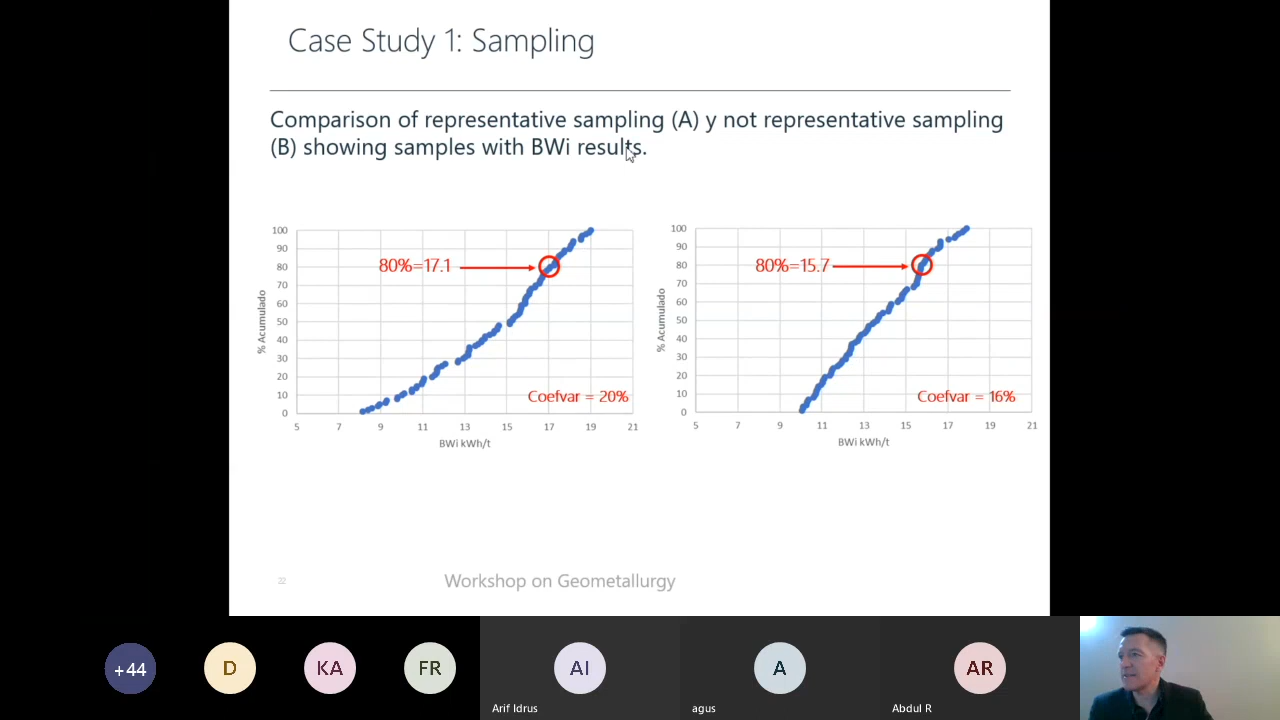 Case Study 1: Sampling
Comparison of representative sampling (A) y not representative sampling
(B) showing samples with BWi results.
100
90
80
70
60
50
40
30
20
10
0
% Acumulado
80%=17.1
Coefvar = 20%
5 7 9 11 13 15 17 19 21
BWi kWh/t
100
90
80
70
60
50
40
30
20
10
0
% Acumulado
80%=15.7
Coefvar = 16%
5 7 9 11 13 15 17 19 21
BWi kWh/t
22
Workshop on Geometallurgy
+44
D
KA
FR
AI
A
AR
Arif Idrus
agus
Abdul R